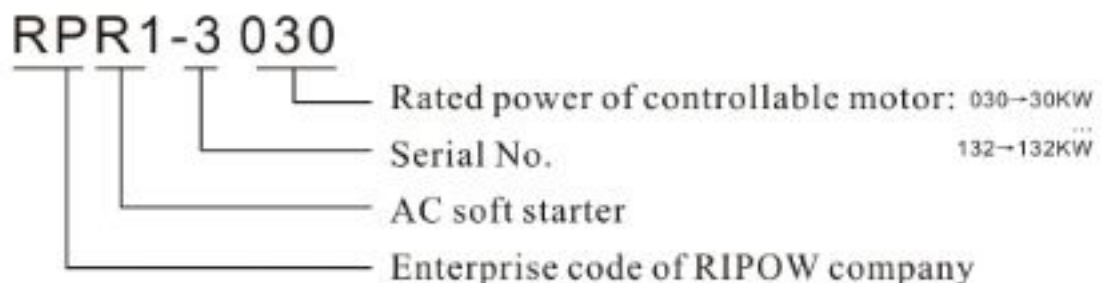 RPR1-3 030
Rated power of controllable motor: 030→30KW
...
Serial No. 132→132KW
AC soft starter
Enterprise code of RIPOW company